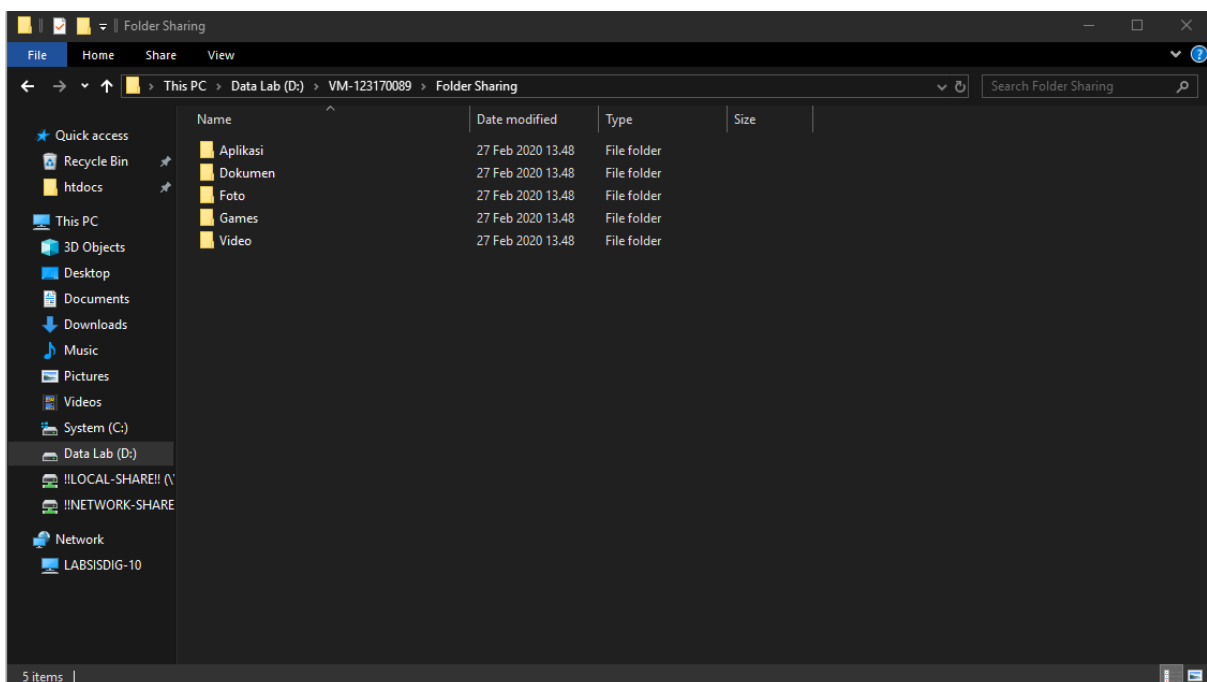 Folder Sharing
File Home Share View
This PC > Data Lab (D:) > VM-123170089 > Folder Sharing Search Folder Sharing
Name Date modified Type Size
Quick access
Recycle Bin
htdocs
This PC
3D Objects
Desktop
Documents
Downloads
Music
Pictures
Videos
System (C:)
Data Lab (D:)
!!LOCAL-SHARE!! (\\
!!NETWORK-SHARE
Network
LABSISDIG-10
Aplikasi 27 Feb 2020 13.48 File folder
Dokumen 27 Feb 2020 13.48 File folder
Foto 27 Feb 2020 13.48 File folder
Games 27 Feb 2020 13.48 File folder
Video 27 Feb 2020 13.48 File folder
5 items